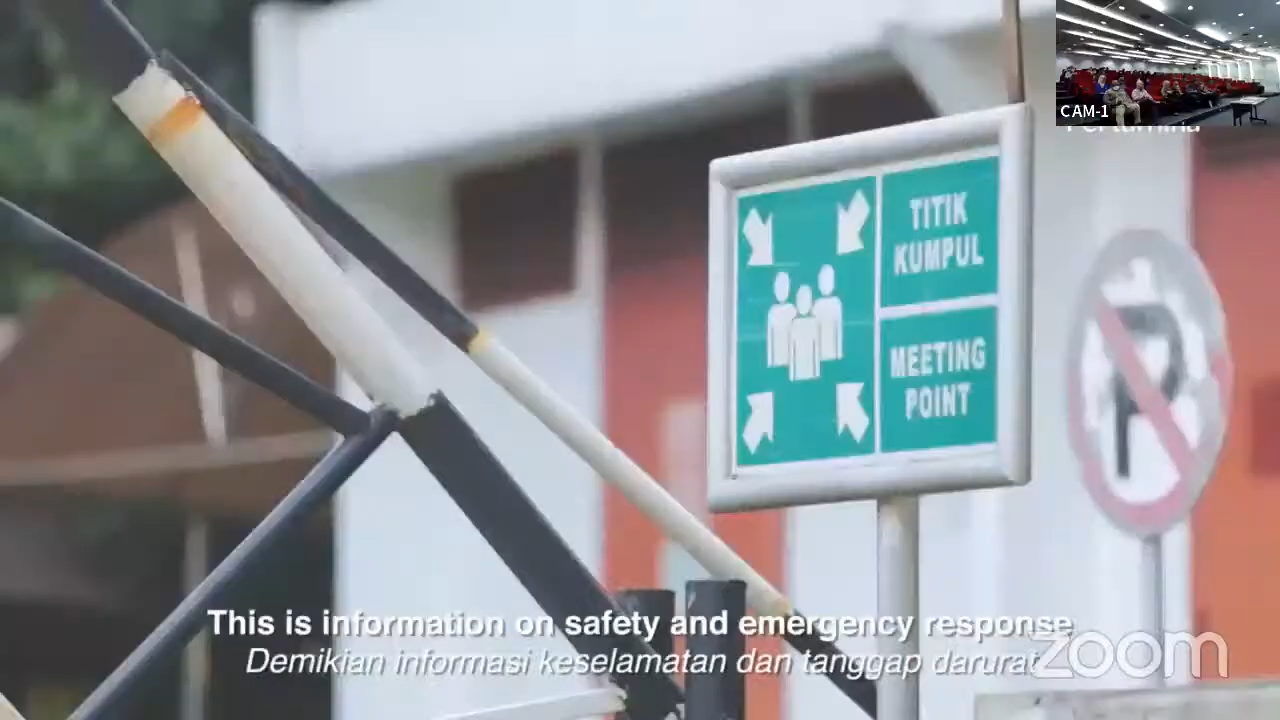 CAM-1
Pertamina
TITIK
KUMPUL
MEETING
POINT
P
This is information on safety and emergency response
Demikian informasi keselamatan dan tanggap darurat
zoom